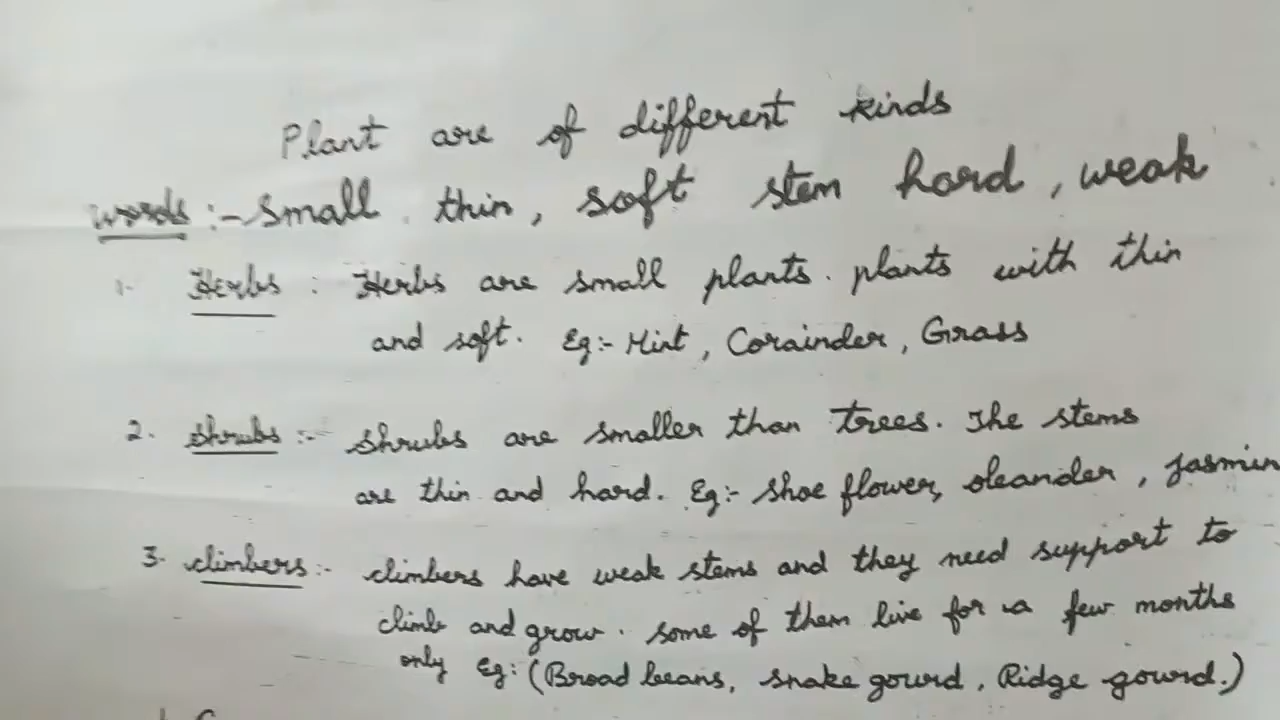 Plant are of different kinds
words :- small, thin, soft stem hard, weak
1. Herbs : Herbs are small plants. plants with thin
and soft. Eg:- Mint, Corainder, Grass
2. shrubs :- shrubs are smaller than trees. The stems
are thin and hard. Eg:- shoe flower, oleander, Jasmin
3. climbers :- climbers have weak stems and they need support to
climb and grow. some of them live for a few months
only Eg: (Broad beans, snake gourd, Ridge gourd.)